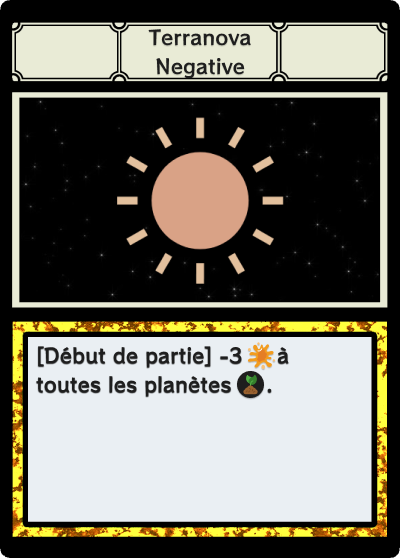 Terranova
Negative
[Début de partie] -3 à
toutes les planètes .